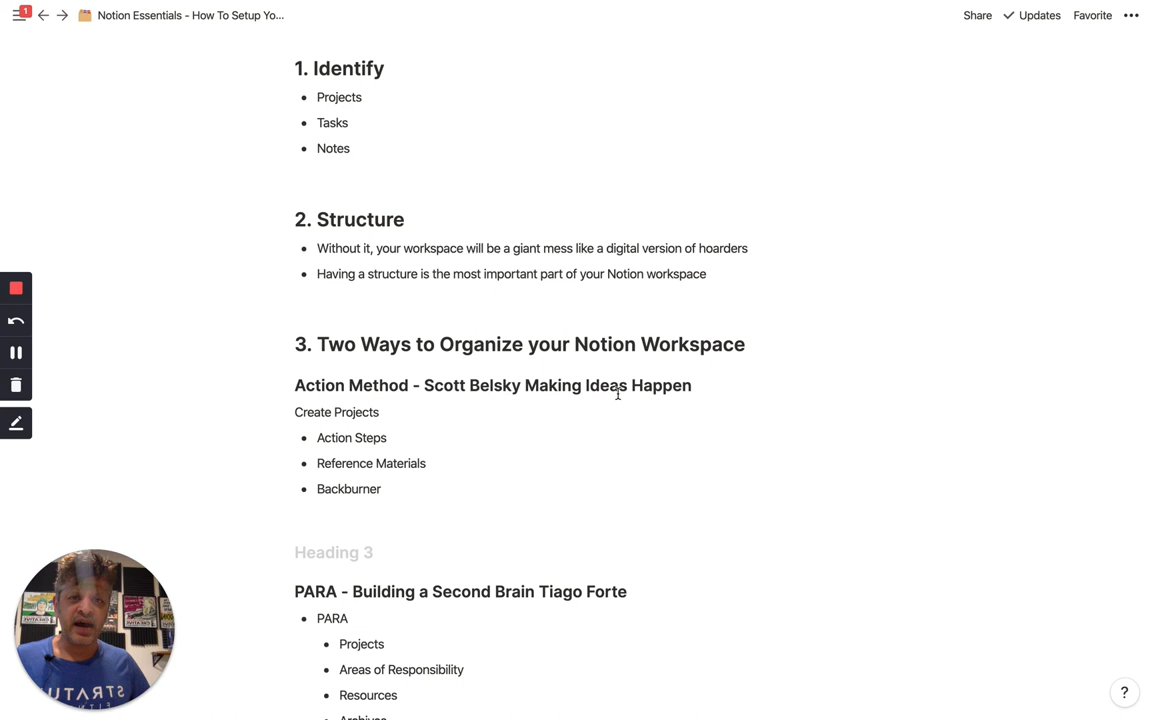 1
Notion Essentials - How To Setup Yo...
Share
Updates
Favorite
1. Identify
Projects
Tasks
Notes
2. Structure
Without it, your workspace will be a giant mess like a digital version of hoarders
Having a structure is the most important part of your Notion workspace
3. Two Ways to Organize your Notion Workspace
Action Method - Scott Belsky Making Ideas Happen
Create Projects
Action Steps
Reference Materials
Backburner
Heading 3
PARA - Building a Second Brain Tiago Forte
PARA
Projects
Areas of Responsibility
Resources
Archives
STRATU
?